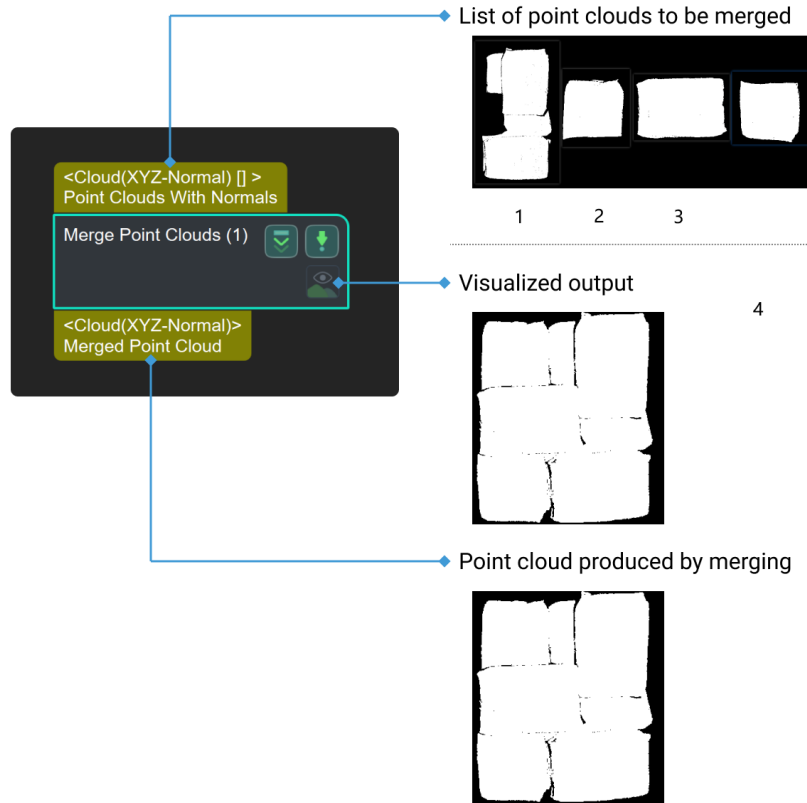 List of point clouds to be merged
<Cloud(XYZ-Normal) [] >
Point Clouds With Normals
1 2 3
Merge Point Clouds (1)
Visualized output
4
<Cloud(XYZ-Normal)>
Merged Point Cloud
Point cloud produced by merging